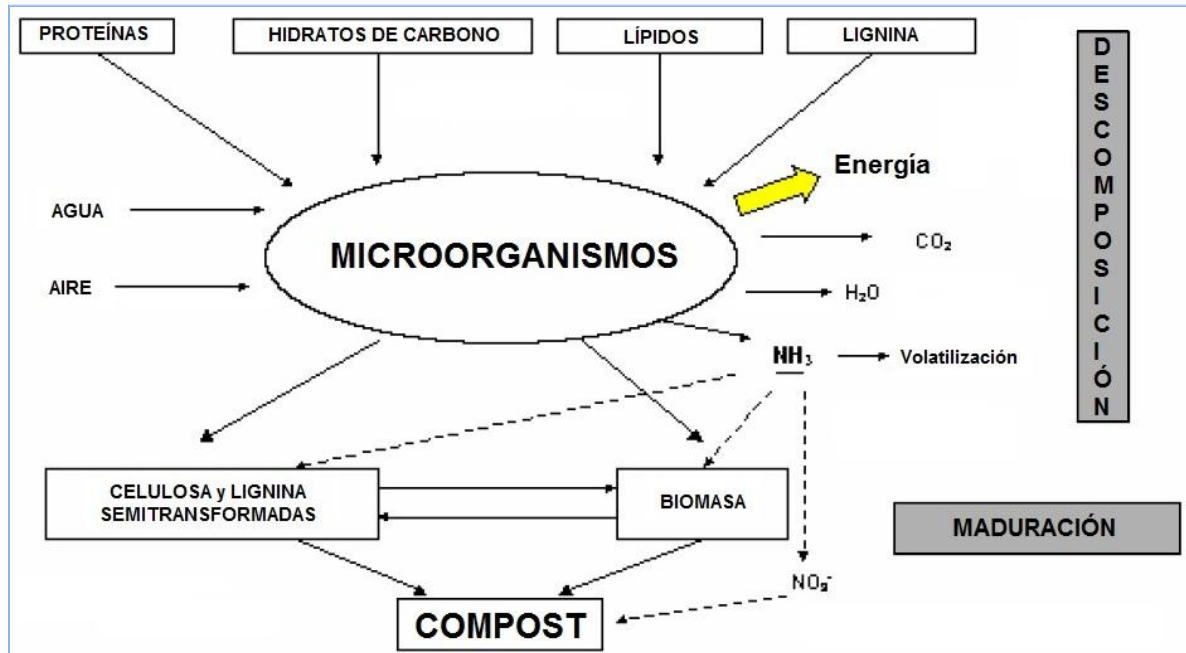 PROTEÍNAS
HIDRATOS DE CARBONO
LÍPIDOS
LIGNINA
DESCOMPOSICIÓN
Energía
AGUA
MICROORGANISMOS
CO₂
AIRE
H₂O
NH₃
Volatilización
CELULOSA y LIGNINA
SEMITRANSFORMADAS
BIOMASA
MADURACIÓN
COMPOST